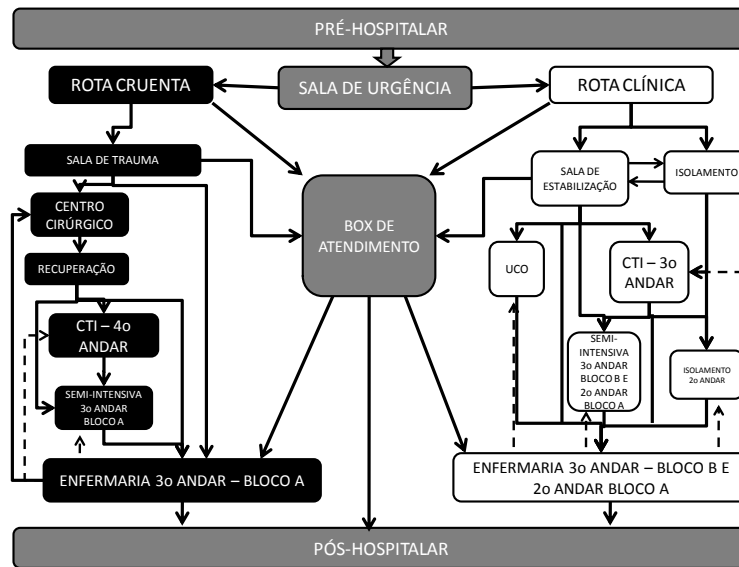 PRÉ-HOSPITALAR
ROTA CRUENTA
SALA DE URGÊNCIA
ROTA CLÍNICA
SALA DE TRAUMA
SALA DE
ESTABILIZAÇÃO
ISOLAMENTO
CENTRO
CIRÚRGICO
BOX DE
ATENDIMENTO
RECUPERAÇÃO
UCO
CTI – 3o
ANDAR
CTI – 4o
ANDAR
SEMI-
INTENSIVA
3o ANDAR
BLOCO B E
2o ANDAR
BLOCO A
ISOLAMENTO
2o ANDAR
SEMI-INTENSIVA
3o ANDAR
BLOCO A
ENFERMARIA 3o ANDAR – BLOCO A
ENFERMARIA 3o ANDAR – BLOCO B E
2o ANDAR BLOCO A
PÓS-HOSPITALAR